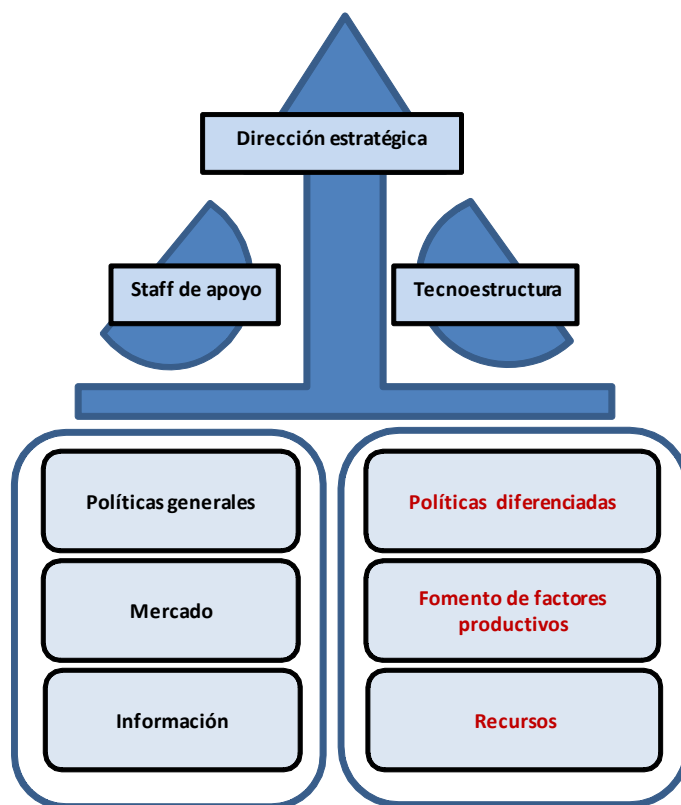 Dirección estratégica
Staff de apoyo
Tecnoestructura
Políticas generales
Políticas diferenciadas
Mercado
Fomento de factores
productivos
Información
Recursos